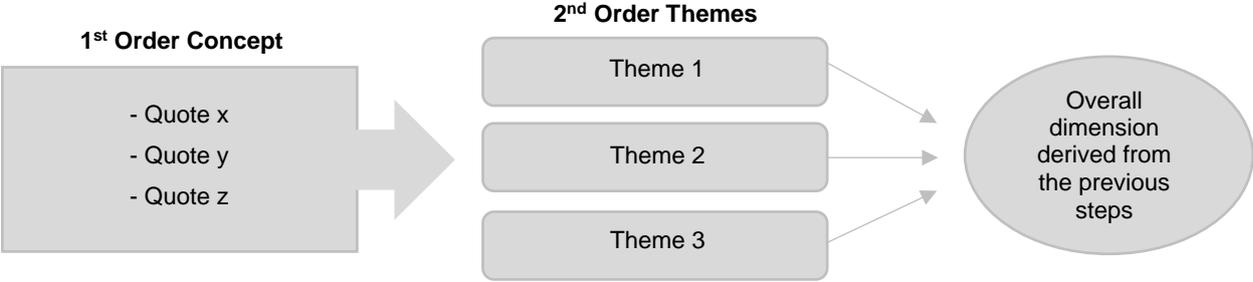 1st Order Concept
- Quote x
- Quote y
- Quote z
2nd Order Themes
Theme 1
Theme 2
Theme 3
Overall
dimension
derived from
the previous
steps